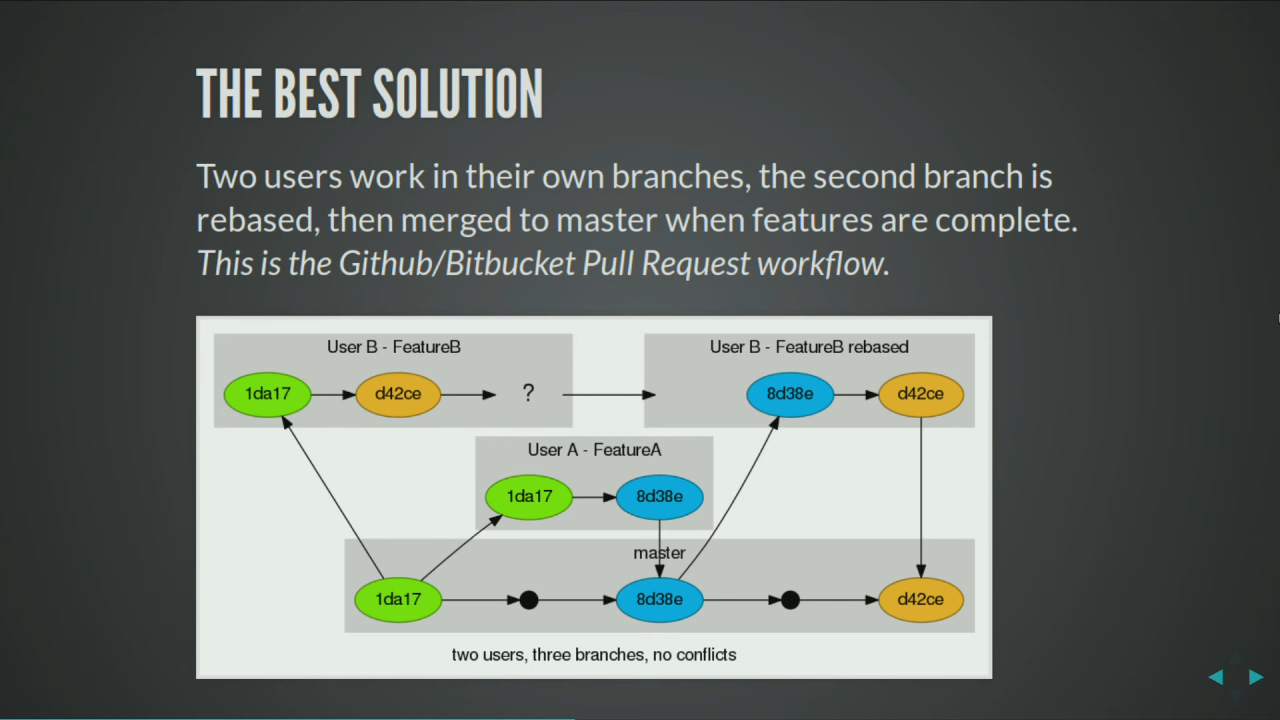 THE BEST SOLUTION
Two users work in their own branches, the second branch is
rebased, then merged to master when features are complete.
This is the Github/Bitbucket Pull Request workflow.
User B - FeatureB
1da17
d42ce
?
User B - FeatureB rebased
8d38e
d42ce
User A - FeatureA
1da17
8d38e
master
1da17
8d38e
d42ce
two users, three branches, no conflicts